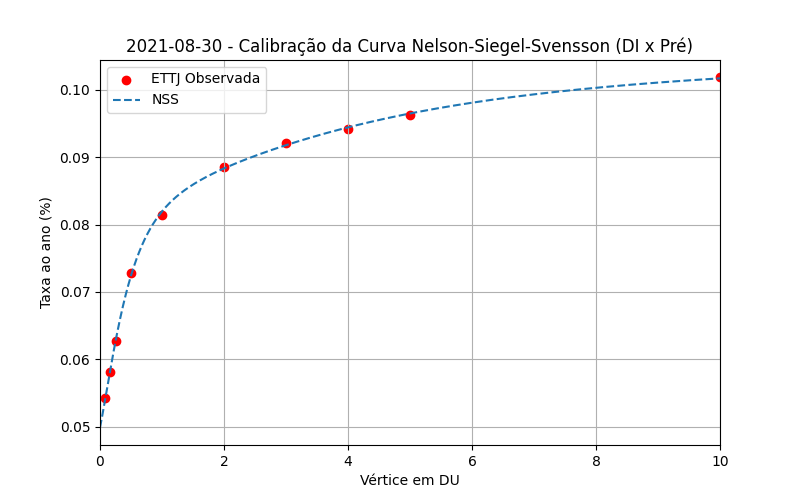 2021-08-30 - Calibração da Curva Nelson-Siegel-Svensson (DI x Pré)
ETTJ Observada
NSS
Taxa ao ano (%)
0.10
0.09
0.08
0.07
0.06
0.05
0 2 4 6 8 10
Vértice em DU